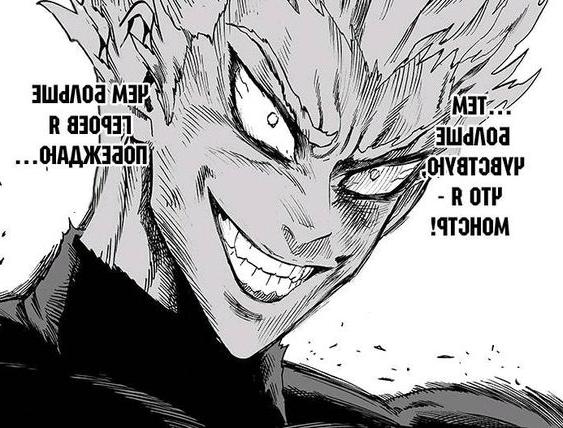 ЧЕМ БОЛЬШЕ
ГЕРОЕВ Я
ПОБЕЖДАЮ...
...ТЕМ
БОЛЬШЕ
ЧУВСТВУЮ,
ЧТО Я -
МОНСТР!